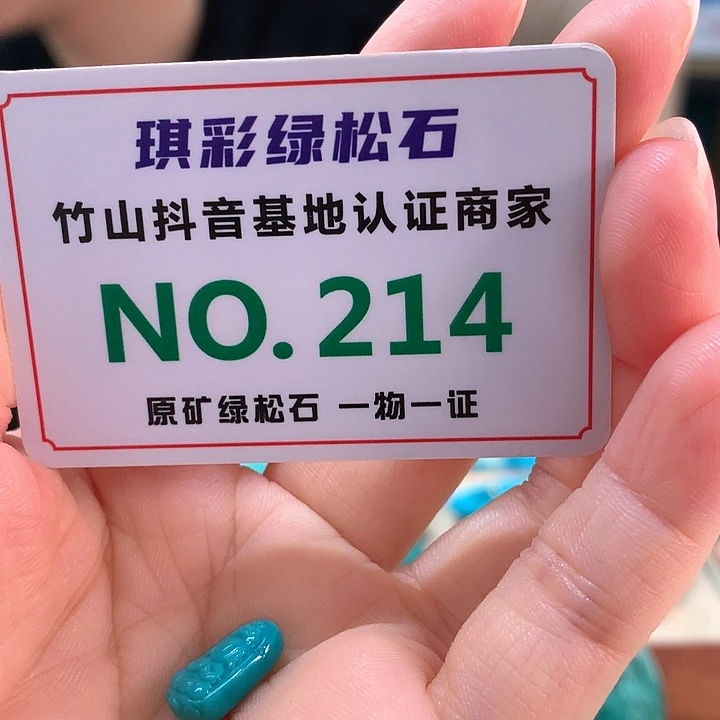 琪彩绿松石
竹山抖音基地认证商家
NO.214
原矿绿松石 一物一证